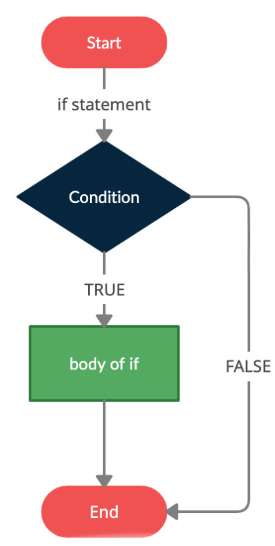 Start
if statement
Condition
TRUE
body of if
FALSE
End